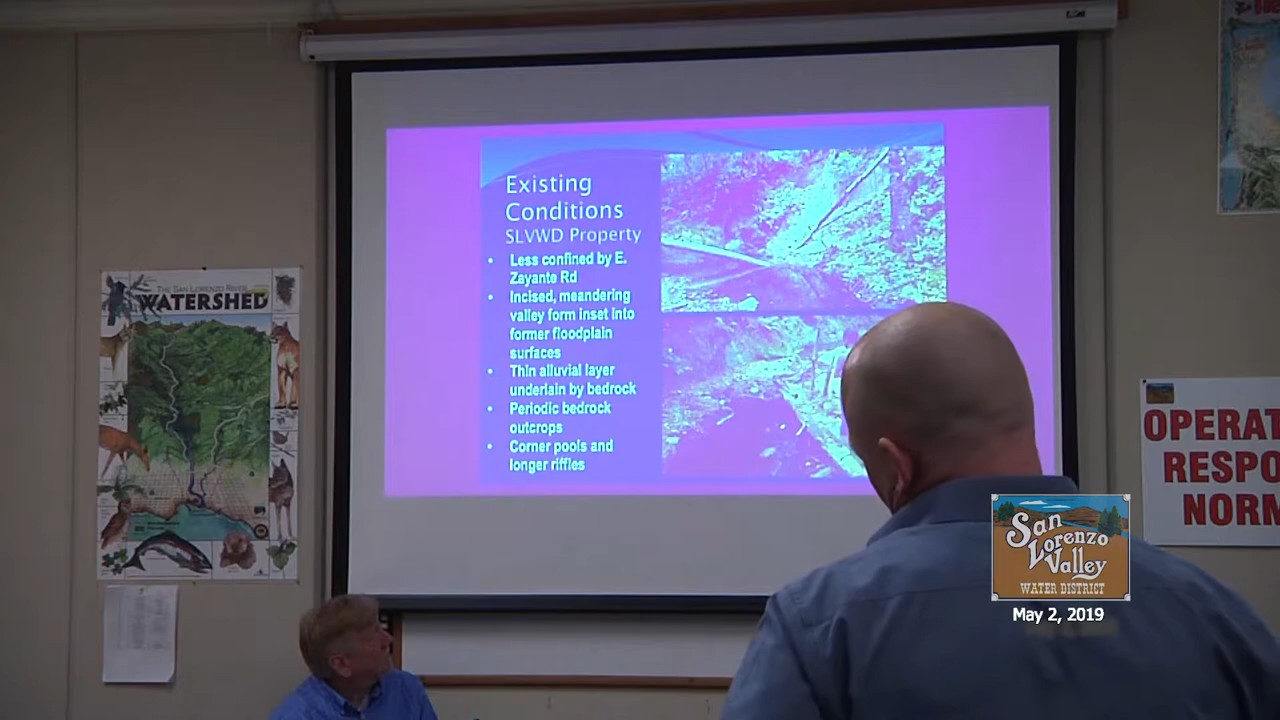 Existing
Conditions
SLVWD Property
• Less confined by E.
Zayante Rd
• Incised, meandering
valley form inset into
former floodplain
surfaces
• Thin alluvial layer
underlain by bedrock
• Periodic bedrock
outcrops
• Corner pools and
longer riffles
THE SAN LORENZO RIVER
WATERSHED
OPERAT
RESPO
NORM
San
Lorenzo
Valley
WATER DISTRICT
May 2, 2019